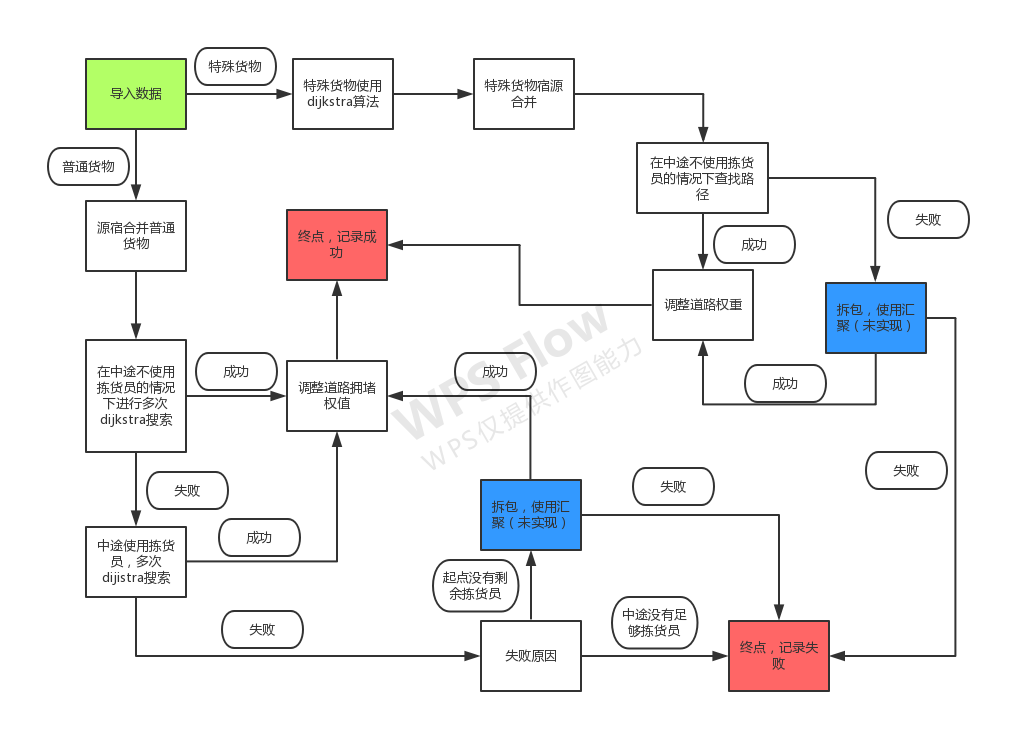 特殊货物
导入数据
特殊货物使用
dijkstra算法
特殊货物宿源
合并
普通货物
在中途不使用拣货
员的情况下查找路
径
失败
源宿合并普通
货物
终点，记录成
功
成功
调整道路权重
拆包，使用汇
聚（未实现）
在中途不使用
拣货员的情况
下进行多次
dijkstra搜索
成功
调整道路拥堵
权值
成功
成功
WPS Flow
WPS仅提供作图能力
失败
失败
失败
中途使用拣货
员，多次
dijistra搜索
成功
拆包，使用汇
聚（未实现）
起点没有剩
余拣货员
失败
中途没有足
够拣货员
失败原因
终点，记录失
败